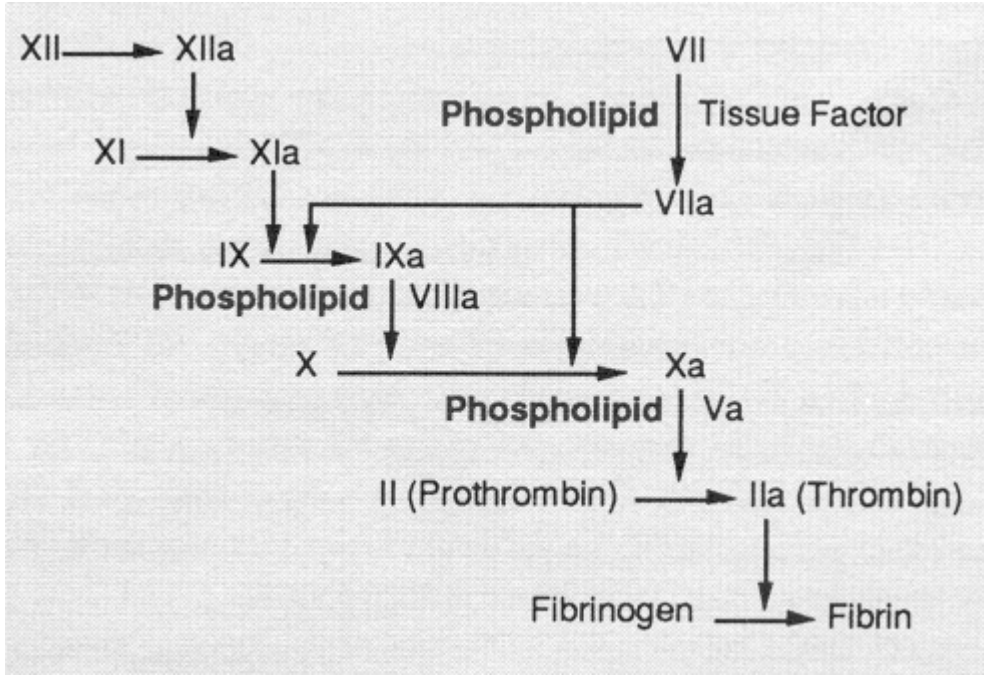 XII XIIa VII
Phospholipid Tissue Factor
XI XIa
VIIa
IX IXa
Phospholipid VIIIa
X Xa
Phospholipid Va
II (Prothrombin) IIa (Thrombin)
Fibrinogen Fibrin